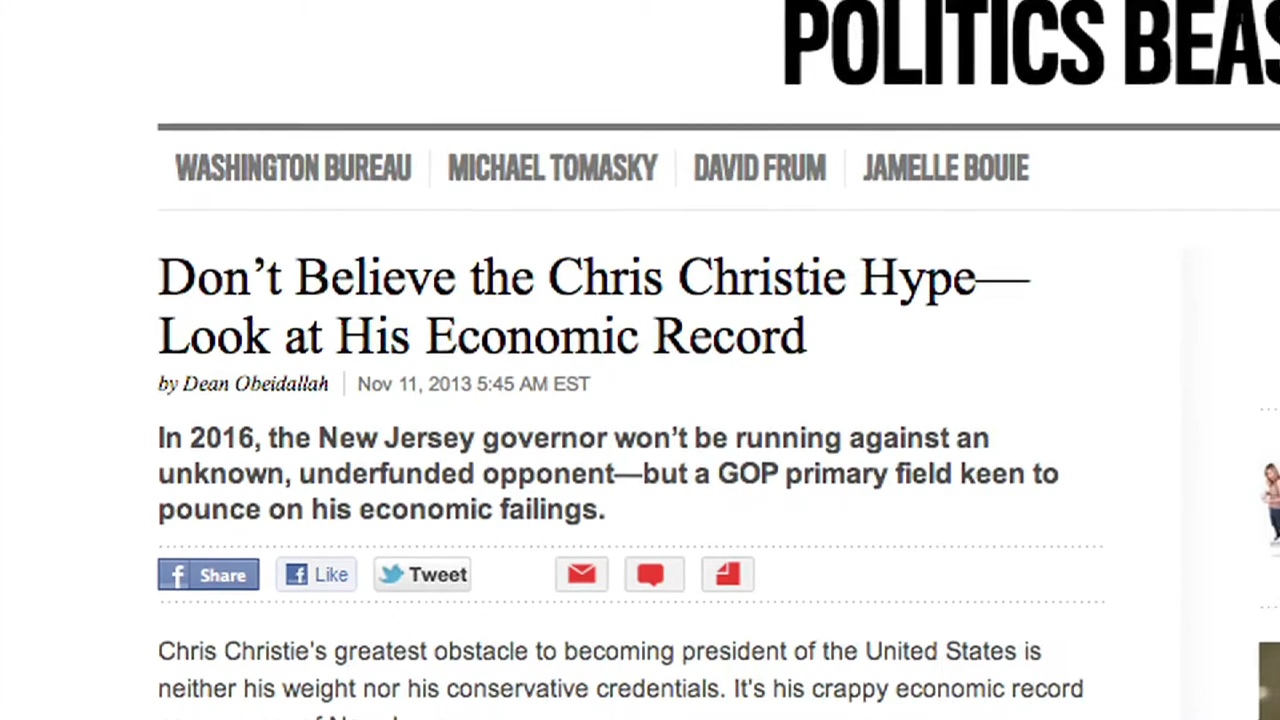 POLITICS BEAS
WASHINGTON BUREAU MICHAEL TOMASKY DAVID FRUM JAMELLE BOUIE
Don’t Believe the Chris Christie Hype—
Look at His Economic Record
by Dean Obeidallah Nov 11, 2013 5:45 AM EST
In 2016, the New Jersey governor won’t be running against an
unknown, underfunded opponent—but a GOP primary field keen to
pounce on his economic failings.
Share Like Tweet
Chris Christie's greatest obstacle to becoming president of the United States is
neither his weight nor his conservative credentials. It's his crappy economic record